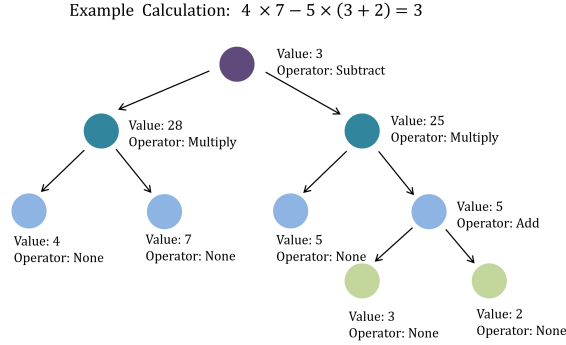 Example Calculation: 4 × 7 − 5 × (3 + 2) = 3
Value: 3
Operator: Subtract
Value: 28
Operator: Multiply
Value: 25
Operator: Multiply
Value: 4
Operator: None
Value: 7
Operator: None
Value: 5
Operator: None
Value: 5
Operator: Add
Value: 3
Operator: None
Value: 2
Operator: None